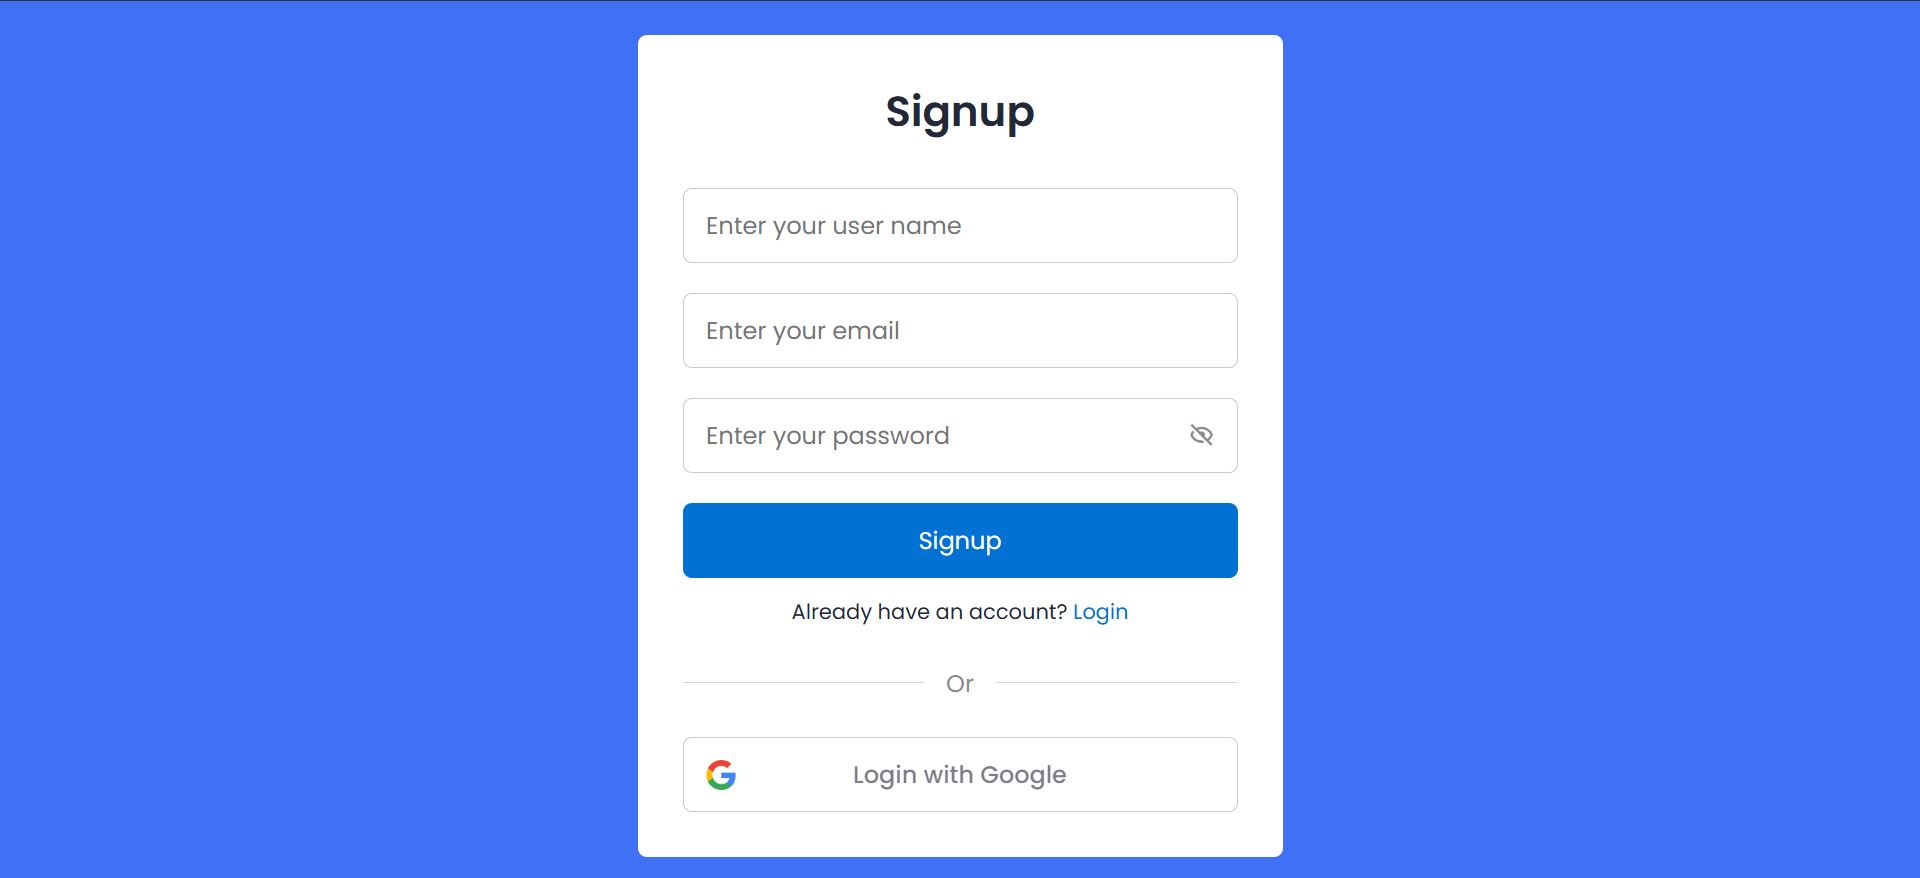 Signup
Enter your user name
Enter your email
Enter your password
Signup
Already have an account? Login
Or
Login with Google